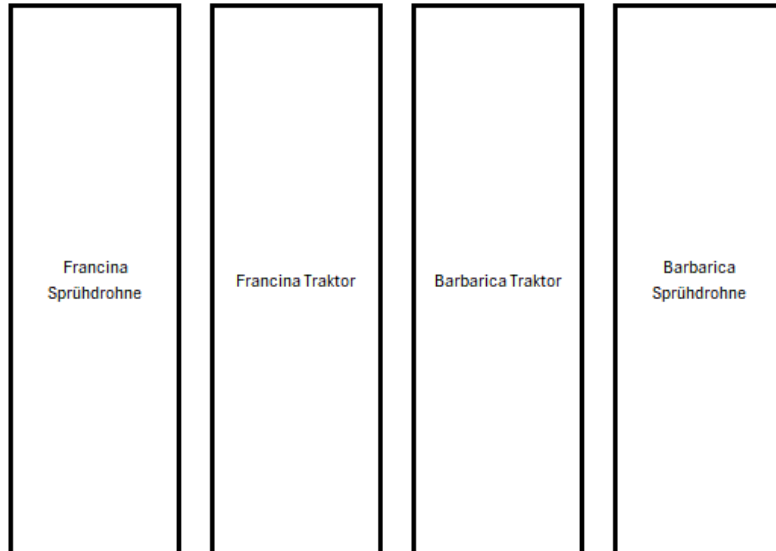 Francina
Sprühdrohne
Francina Traktor
Barbarica Traktor
Barbarica
Sprühdrohne